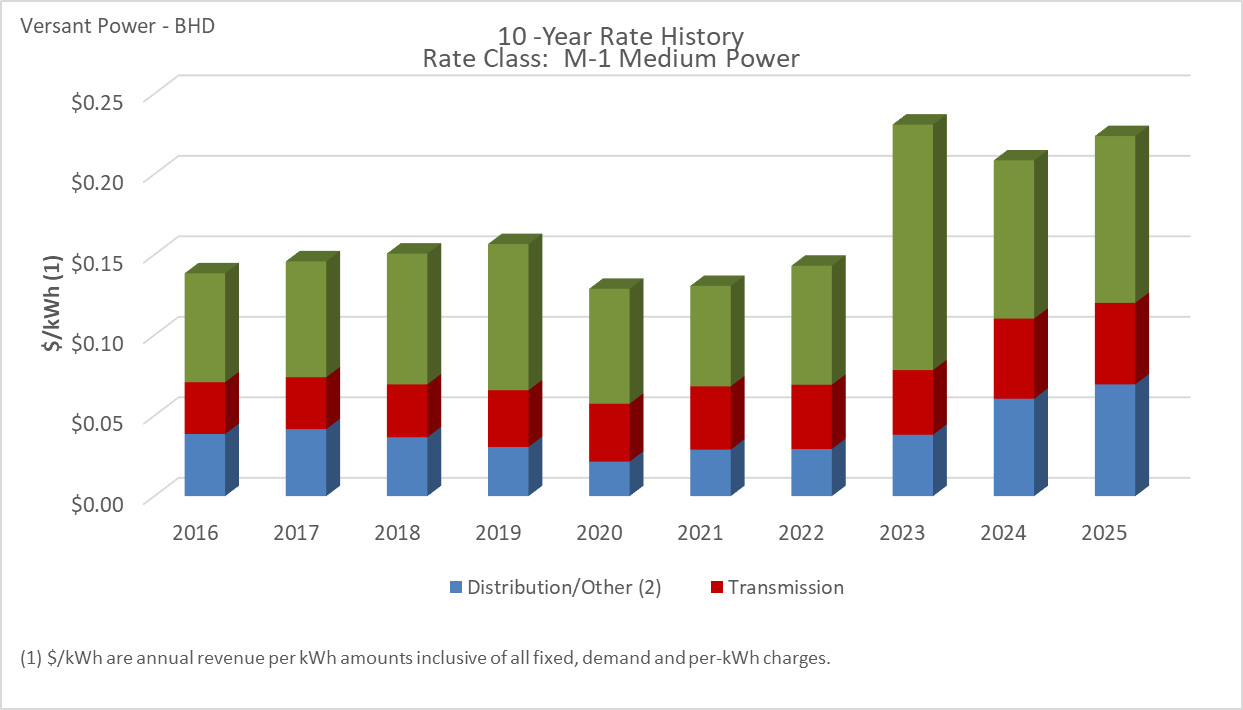 Versant Power - BHD
10 -Year Rate History
Rate Class:  M-1 Medium Power
$/kWh (1)
$0.25
$0.20
$0.15
$0.10
$0.05
$0.00
2016 2017 2018 2019 2020 2021 2022 2023 2024 2025
Distribution/Other (2) Transmission
(1) $/kWh are annual revenue per kWh amounts inclusive of all fixed, demand and per-kWh charges.